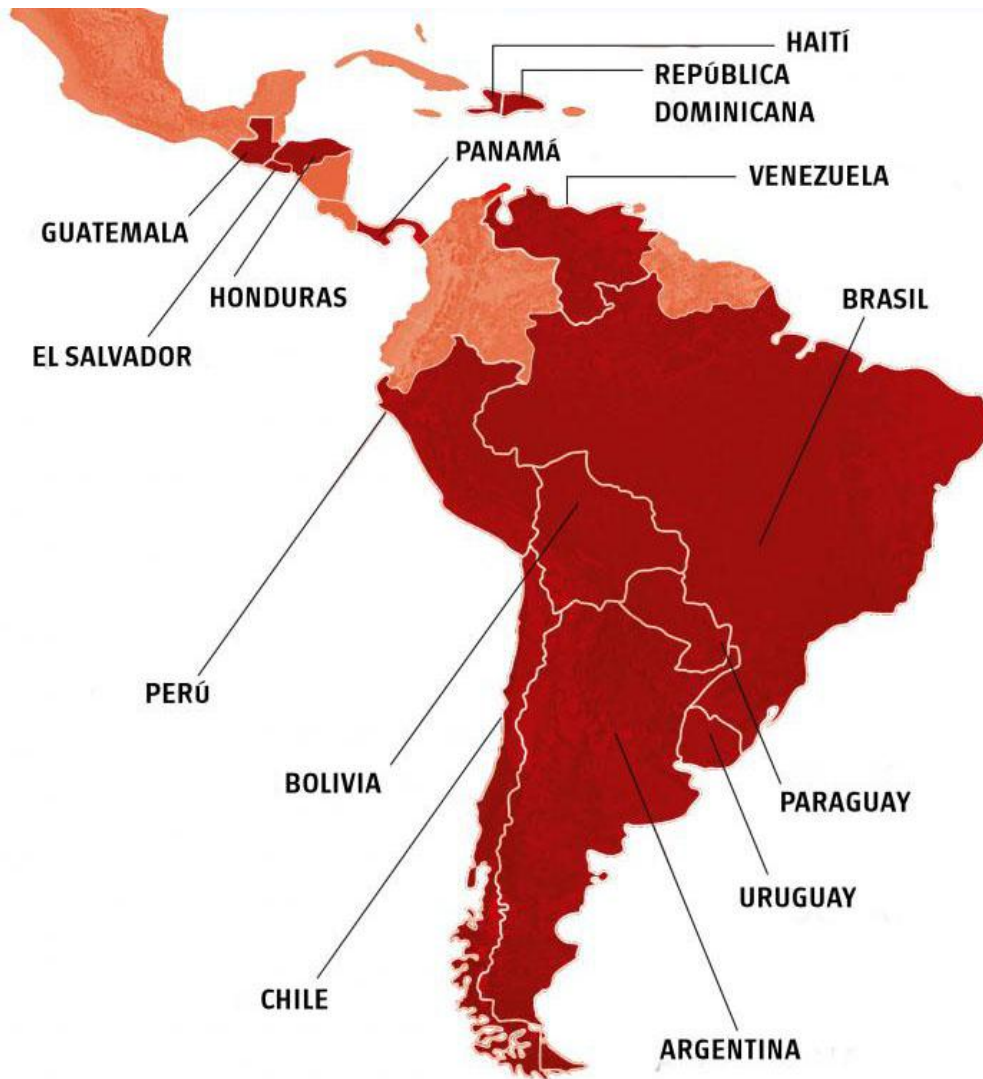 HAITÍ
REPÚBLICA
DOMINICANA
PANAMÁ
VENEZUELA
GUATEMALA
HONDURAS
BRASIL
EL SALVADOR
PERÚ
BOLIVIA
PARAGUAY
URUGUAY
CHILE
ARGENTINA